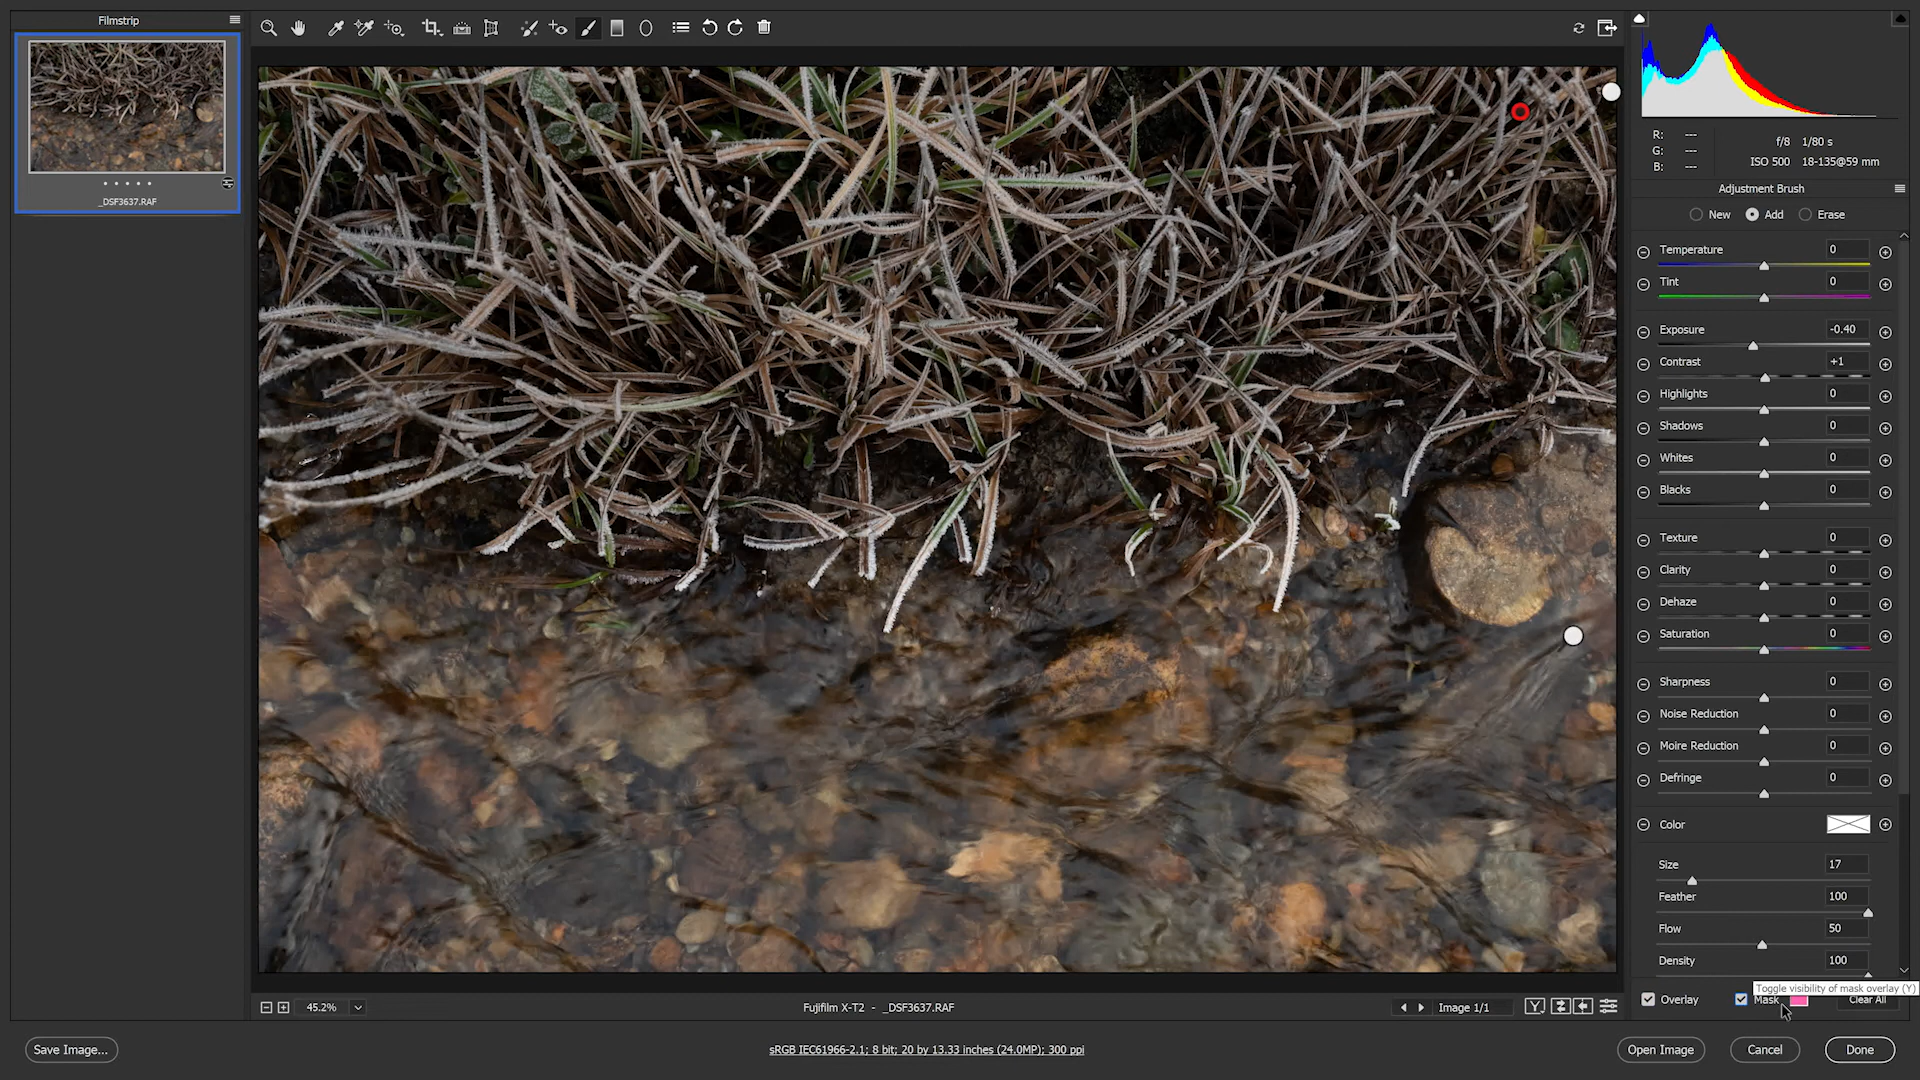 Filmstrip
_DSF3637.RAF
R: ---
G: ---
B: ---
f/8 1/80 s
ISO 500 18-135@59 mm
Adjustment Brush
New Add Erase
Temperature 0
Tint 0
Exposure -0.40
Contrast +1
Highlights 0
Shadows 0
Whites 0
Blacks 0
Texture 0
Clarity 0
Dehaze 0
Saturation 0
Sharpness 0
Noise Reduction 0
Moire Reduction 0
Defringe 0
Color
Size 17
Feather 100
Flow 50
Density 100
Toggle visibility of mask overlay (Y)
Overlay Mask Clear All
45.2% Fujifilm X-T2 - _DSF3637.RAF Image 1/1 Y
Save Image... sRGB IEC61966-2.1; 8 bit; 20 by 13.33 inches (24.0MP); 300 ppi Open Image Cancel Done